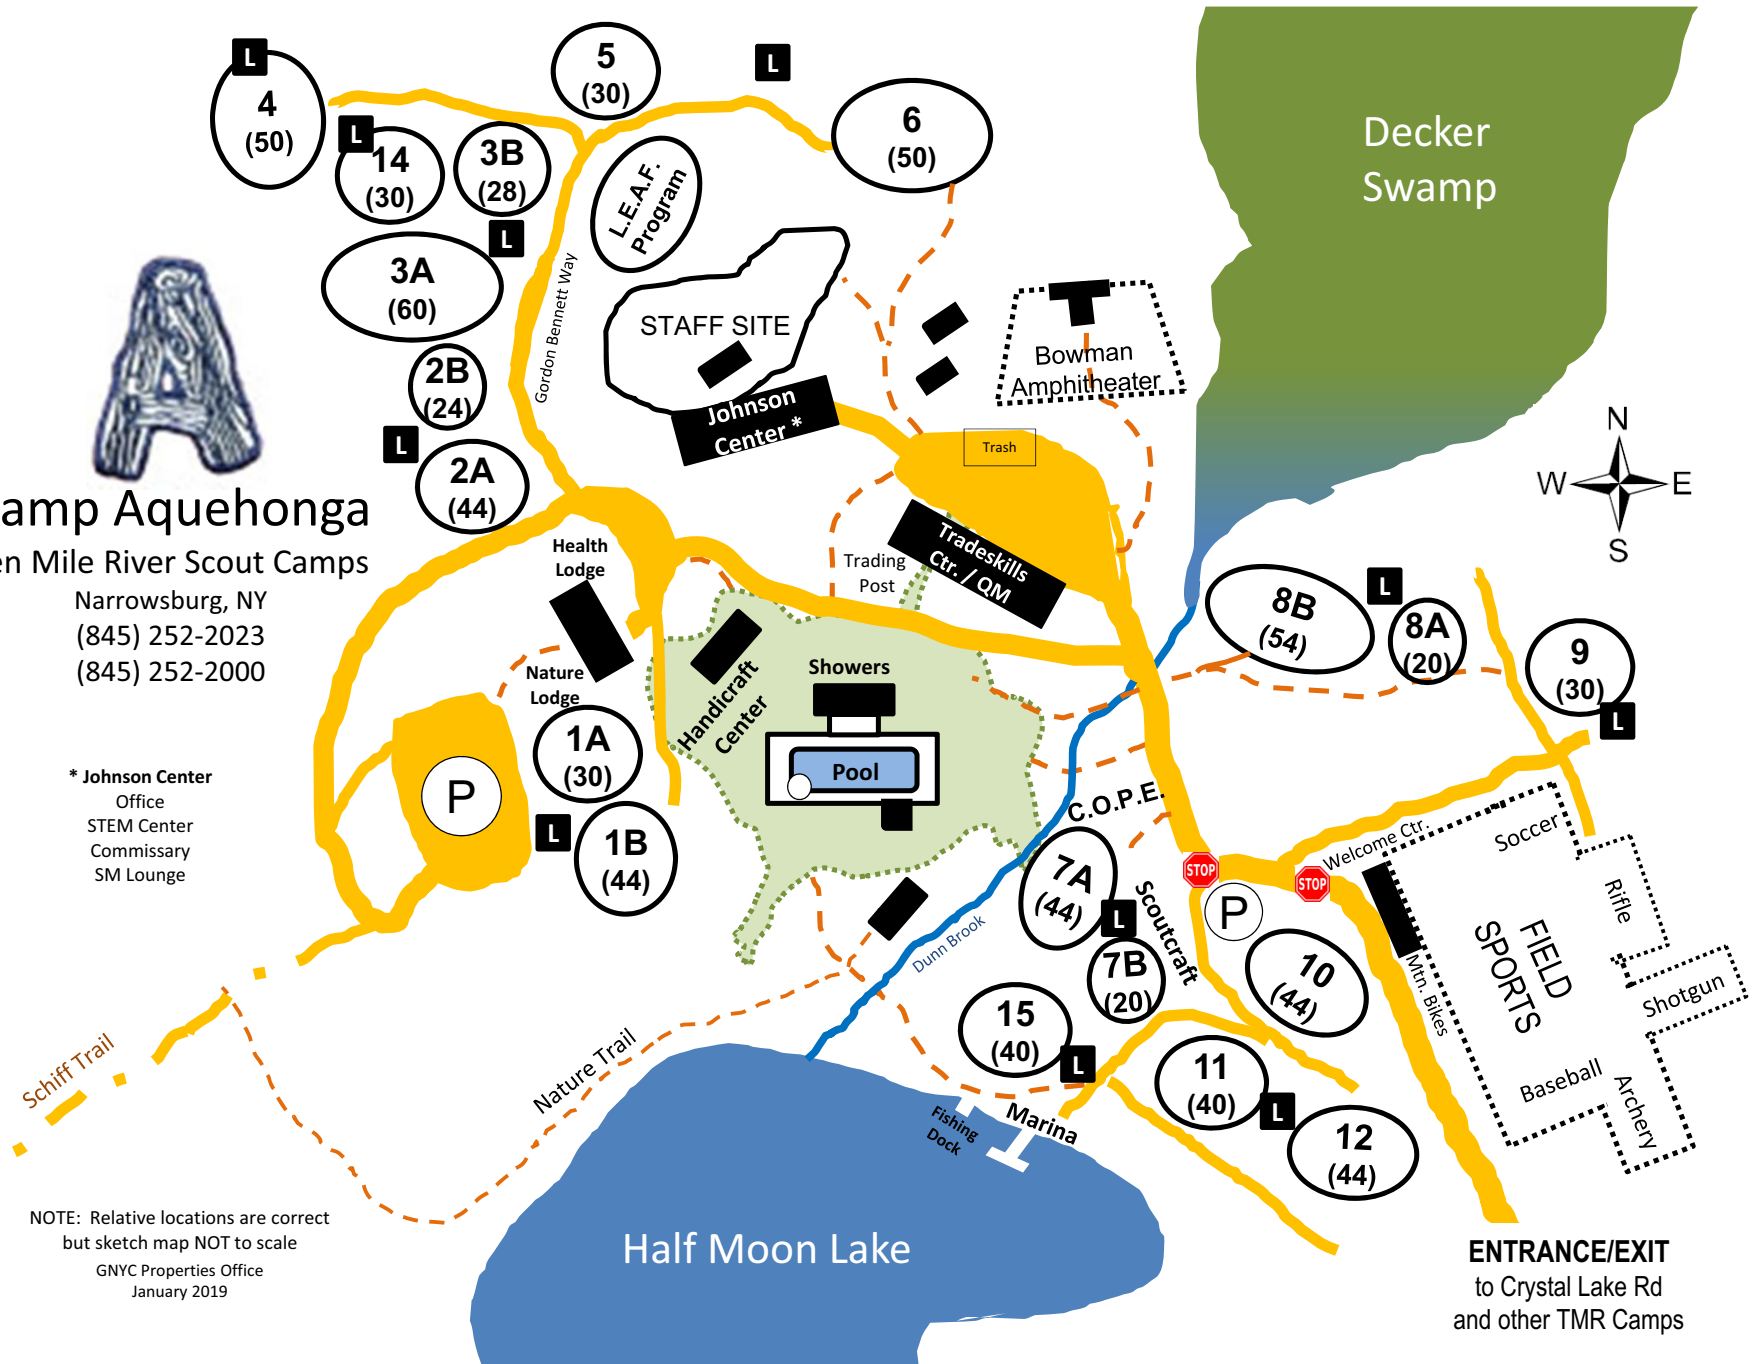 L
4
(50)
5
(30)
L
6
(50)
L
14
(30)
3B
(28)
L.E.A.F.
Program
Decker
Swamp
L
3A
(60)
Gordon Bennett Way
STAFF SITE
Bowman
Amphitheater
2B
(24)
Johnson
Center *
Trash
L
2A
(44)
N
W
E
S
amp Aquehonga
en Mile River Scout Camps
Narrowsburg, NY
(845) 252-2023
(845) 252-2000
Health
Lodge
Trading
Post
Tradeskills
Ctr. / QM
8B
(54)
L
8A
(20)
9
(30)
L
Nature
Lodge
Handicraft
Center
Showers
Pool
1A
(30)
P
L
1B
(44)
* Johnson Center
Office
STEM Center
Commissary
SM Lounge
C.O.P.E.
7A
(44)
L
7B
(20)
Scoutcraft
STOP
STOP
P
Welcome Ctr.
Soccer
Rifle
FIELD
SPORTS
Shotgun
Mtn. Bikes
Baseball
Archery
10
(44)
Dunn Brook
15
(40)
L
11
(40)
L
12
(44)
Schiff Trail
Nature Trail
Fishing
Dock
Marina
Half Moon Lake
NOTE:  Relative locations are correct
but sketch map NOT to scale
GNYC Properties Office
January 2019
ENTRANCE/EXIT
to Crystal Lake Rd
and other TMR Camps